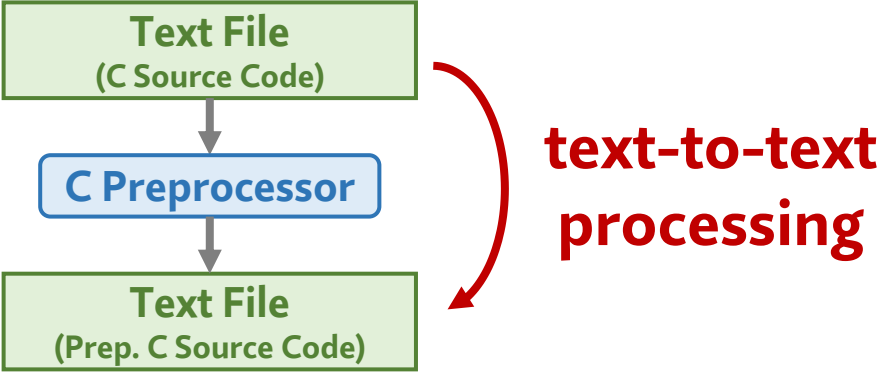 Text File
(C Source Code)
C Preprocessor
Text File
(Prep. C Source Code)
text-to-text
processing